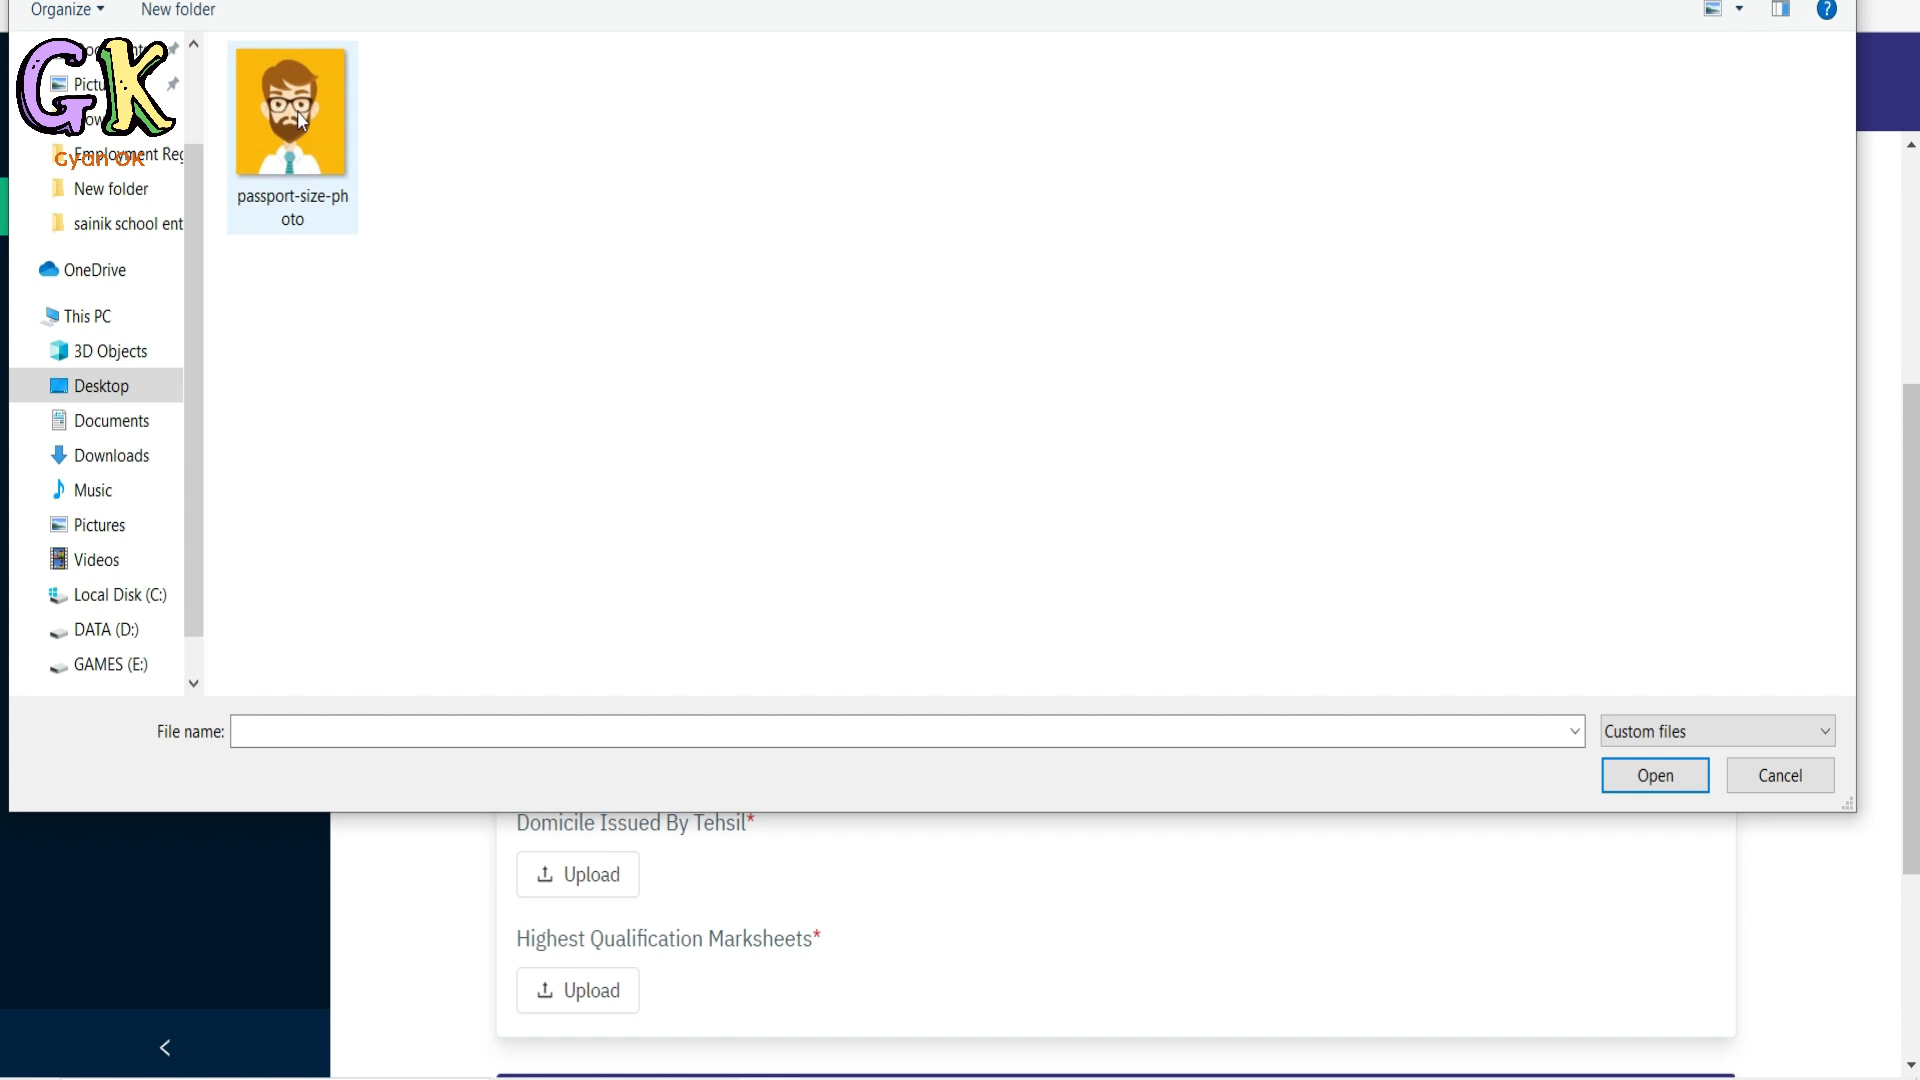 Organize
New folder
GK
Gyan OK
Employment Reg
New folder
sainik school ent
OneDrive
This PC
3D Objects
Desktop
Documents
Downloads
Music
Pictures
Videos
Local Disk (C:)
DATA (D:)
GAMES (E:)
passport-size-ph
oto
File name:
Custom files
Open
Cancel
Domicile Issued By Tehsil*
Upload
Highest Qualification Marksheets*
Upload